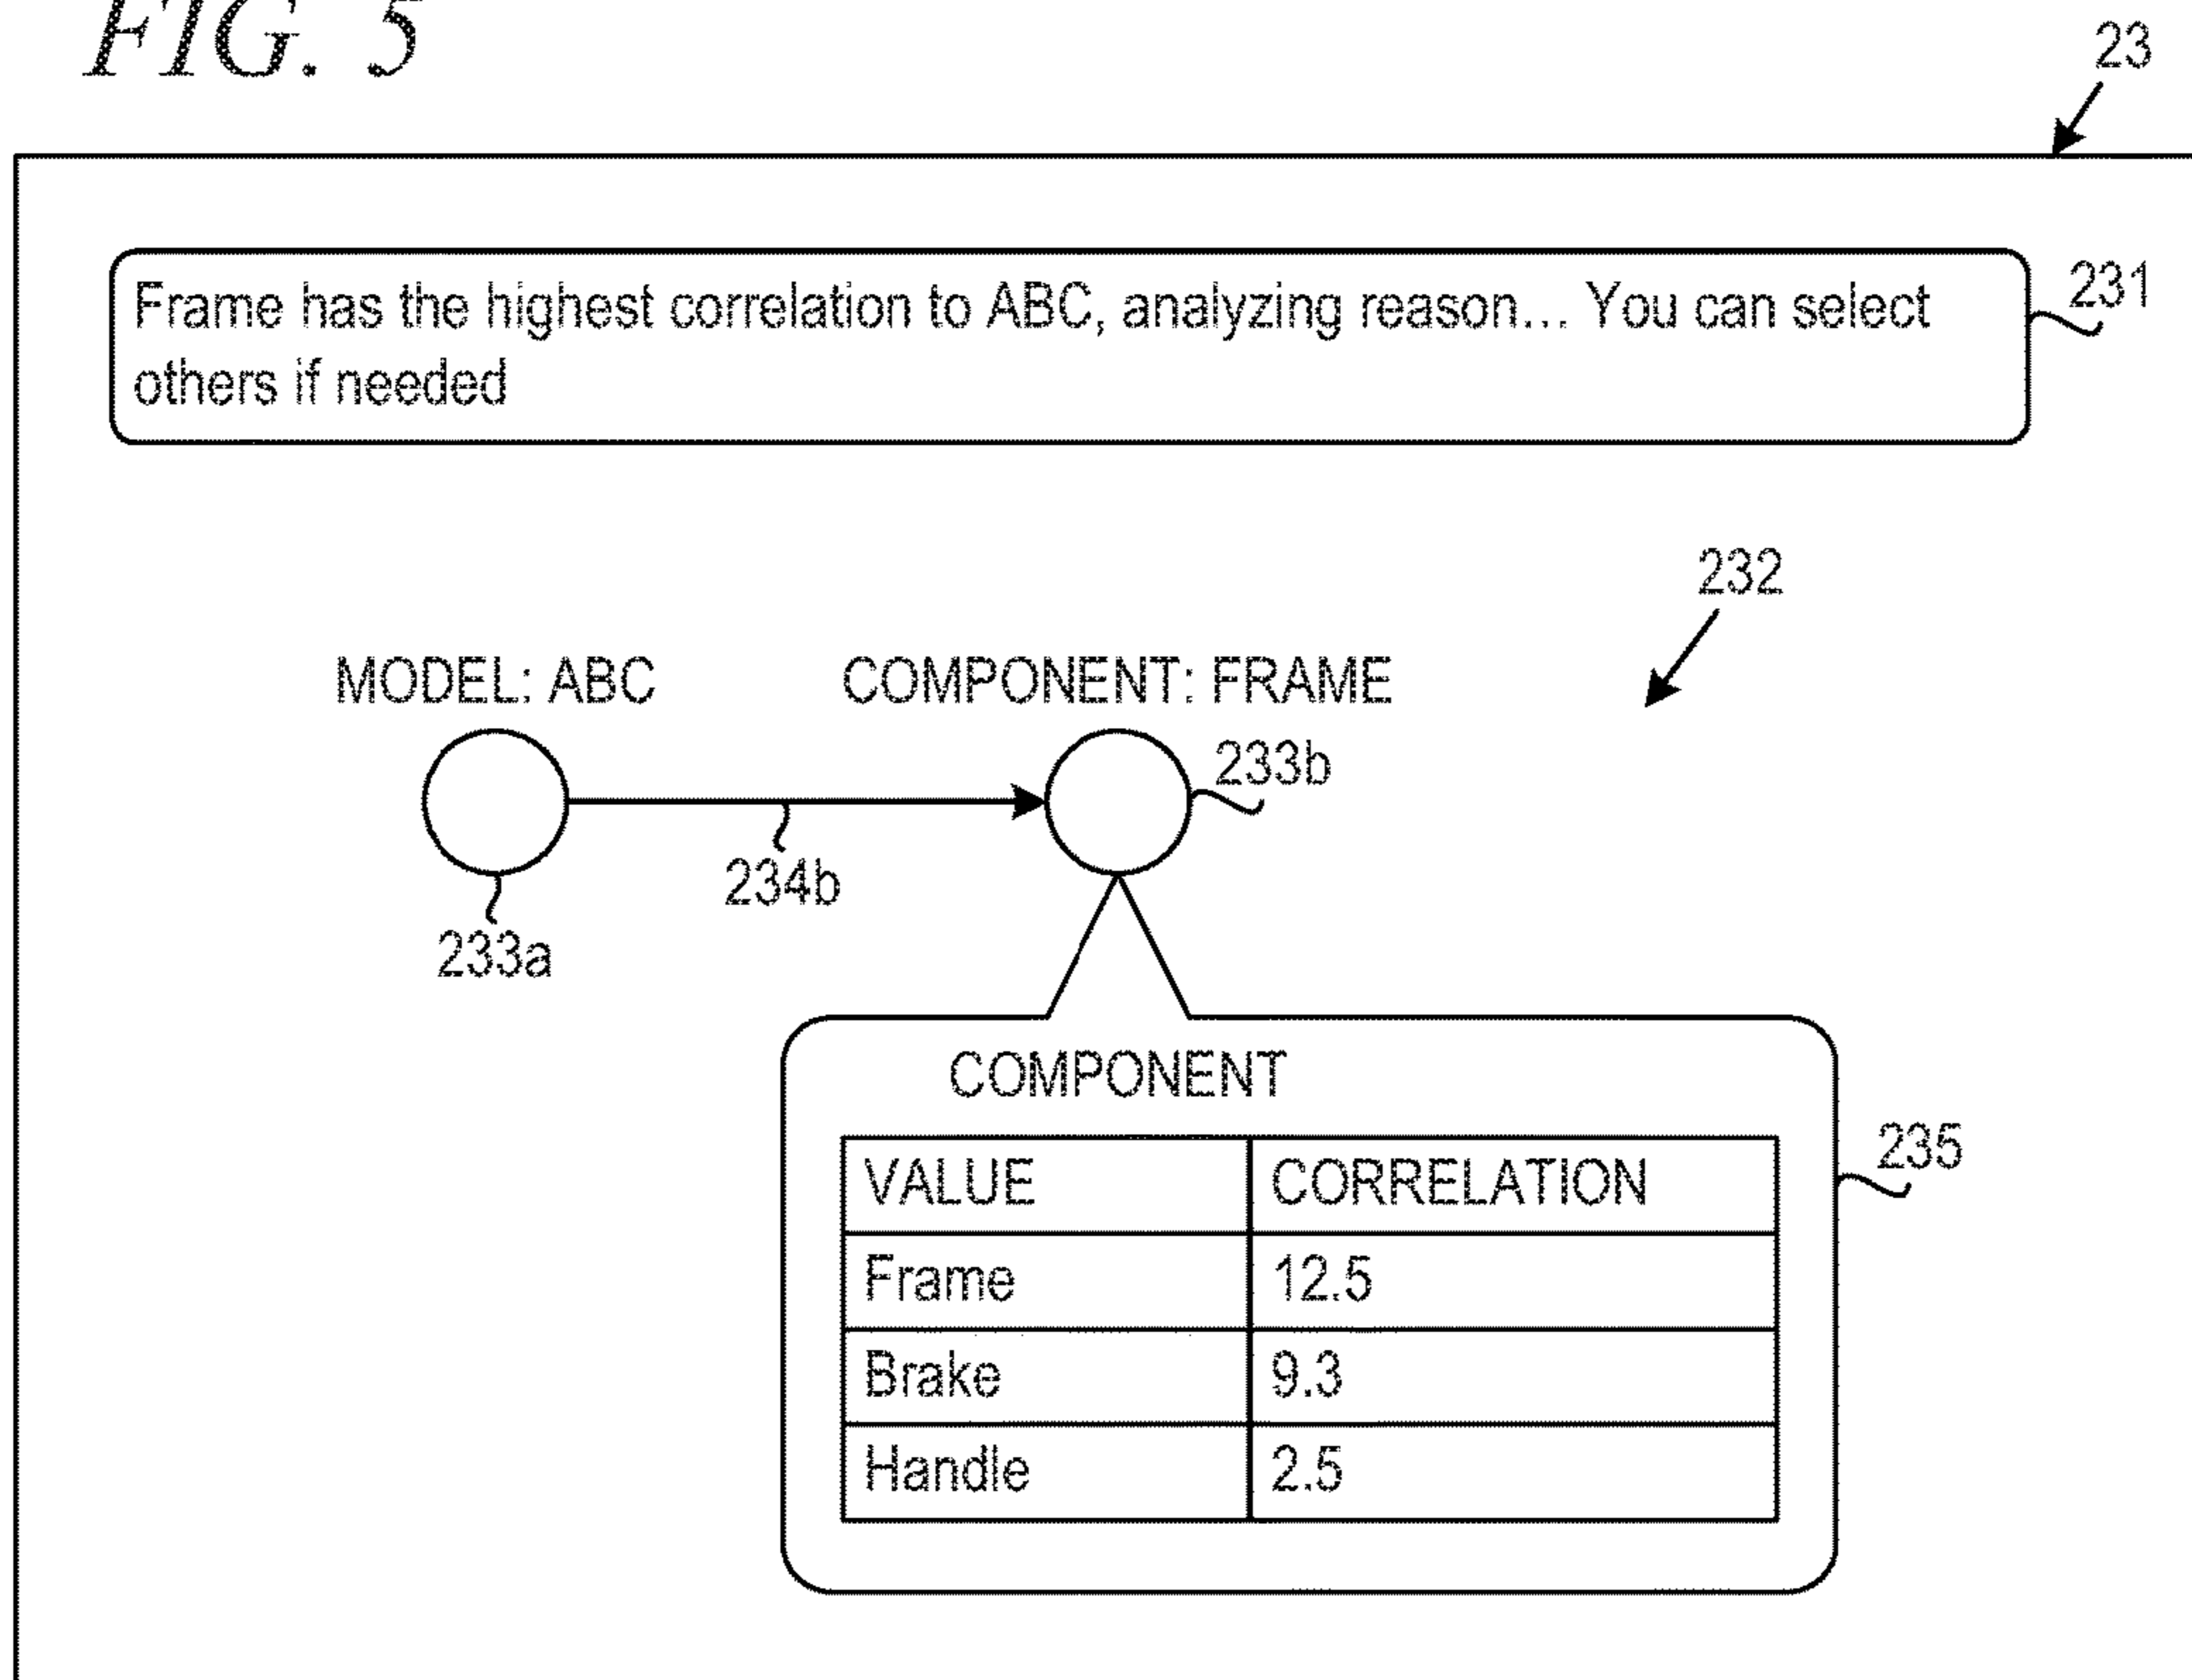 FIG. 5
23
Frame has the highest correlation to ABC, analyzing reason... You can select
others if needed
231
232
MODEL: ABC
COMPONENT: FRAME
233b
234b
233a
COMPONENT
235
VALUE CORRELATION
Frame 12.5
Brake 9.3
Handle 2.5